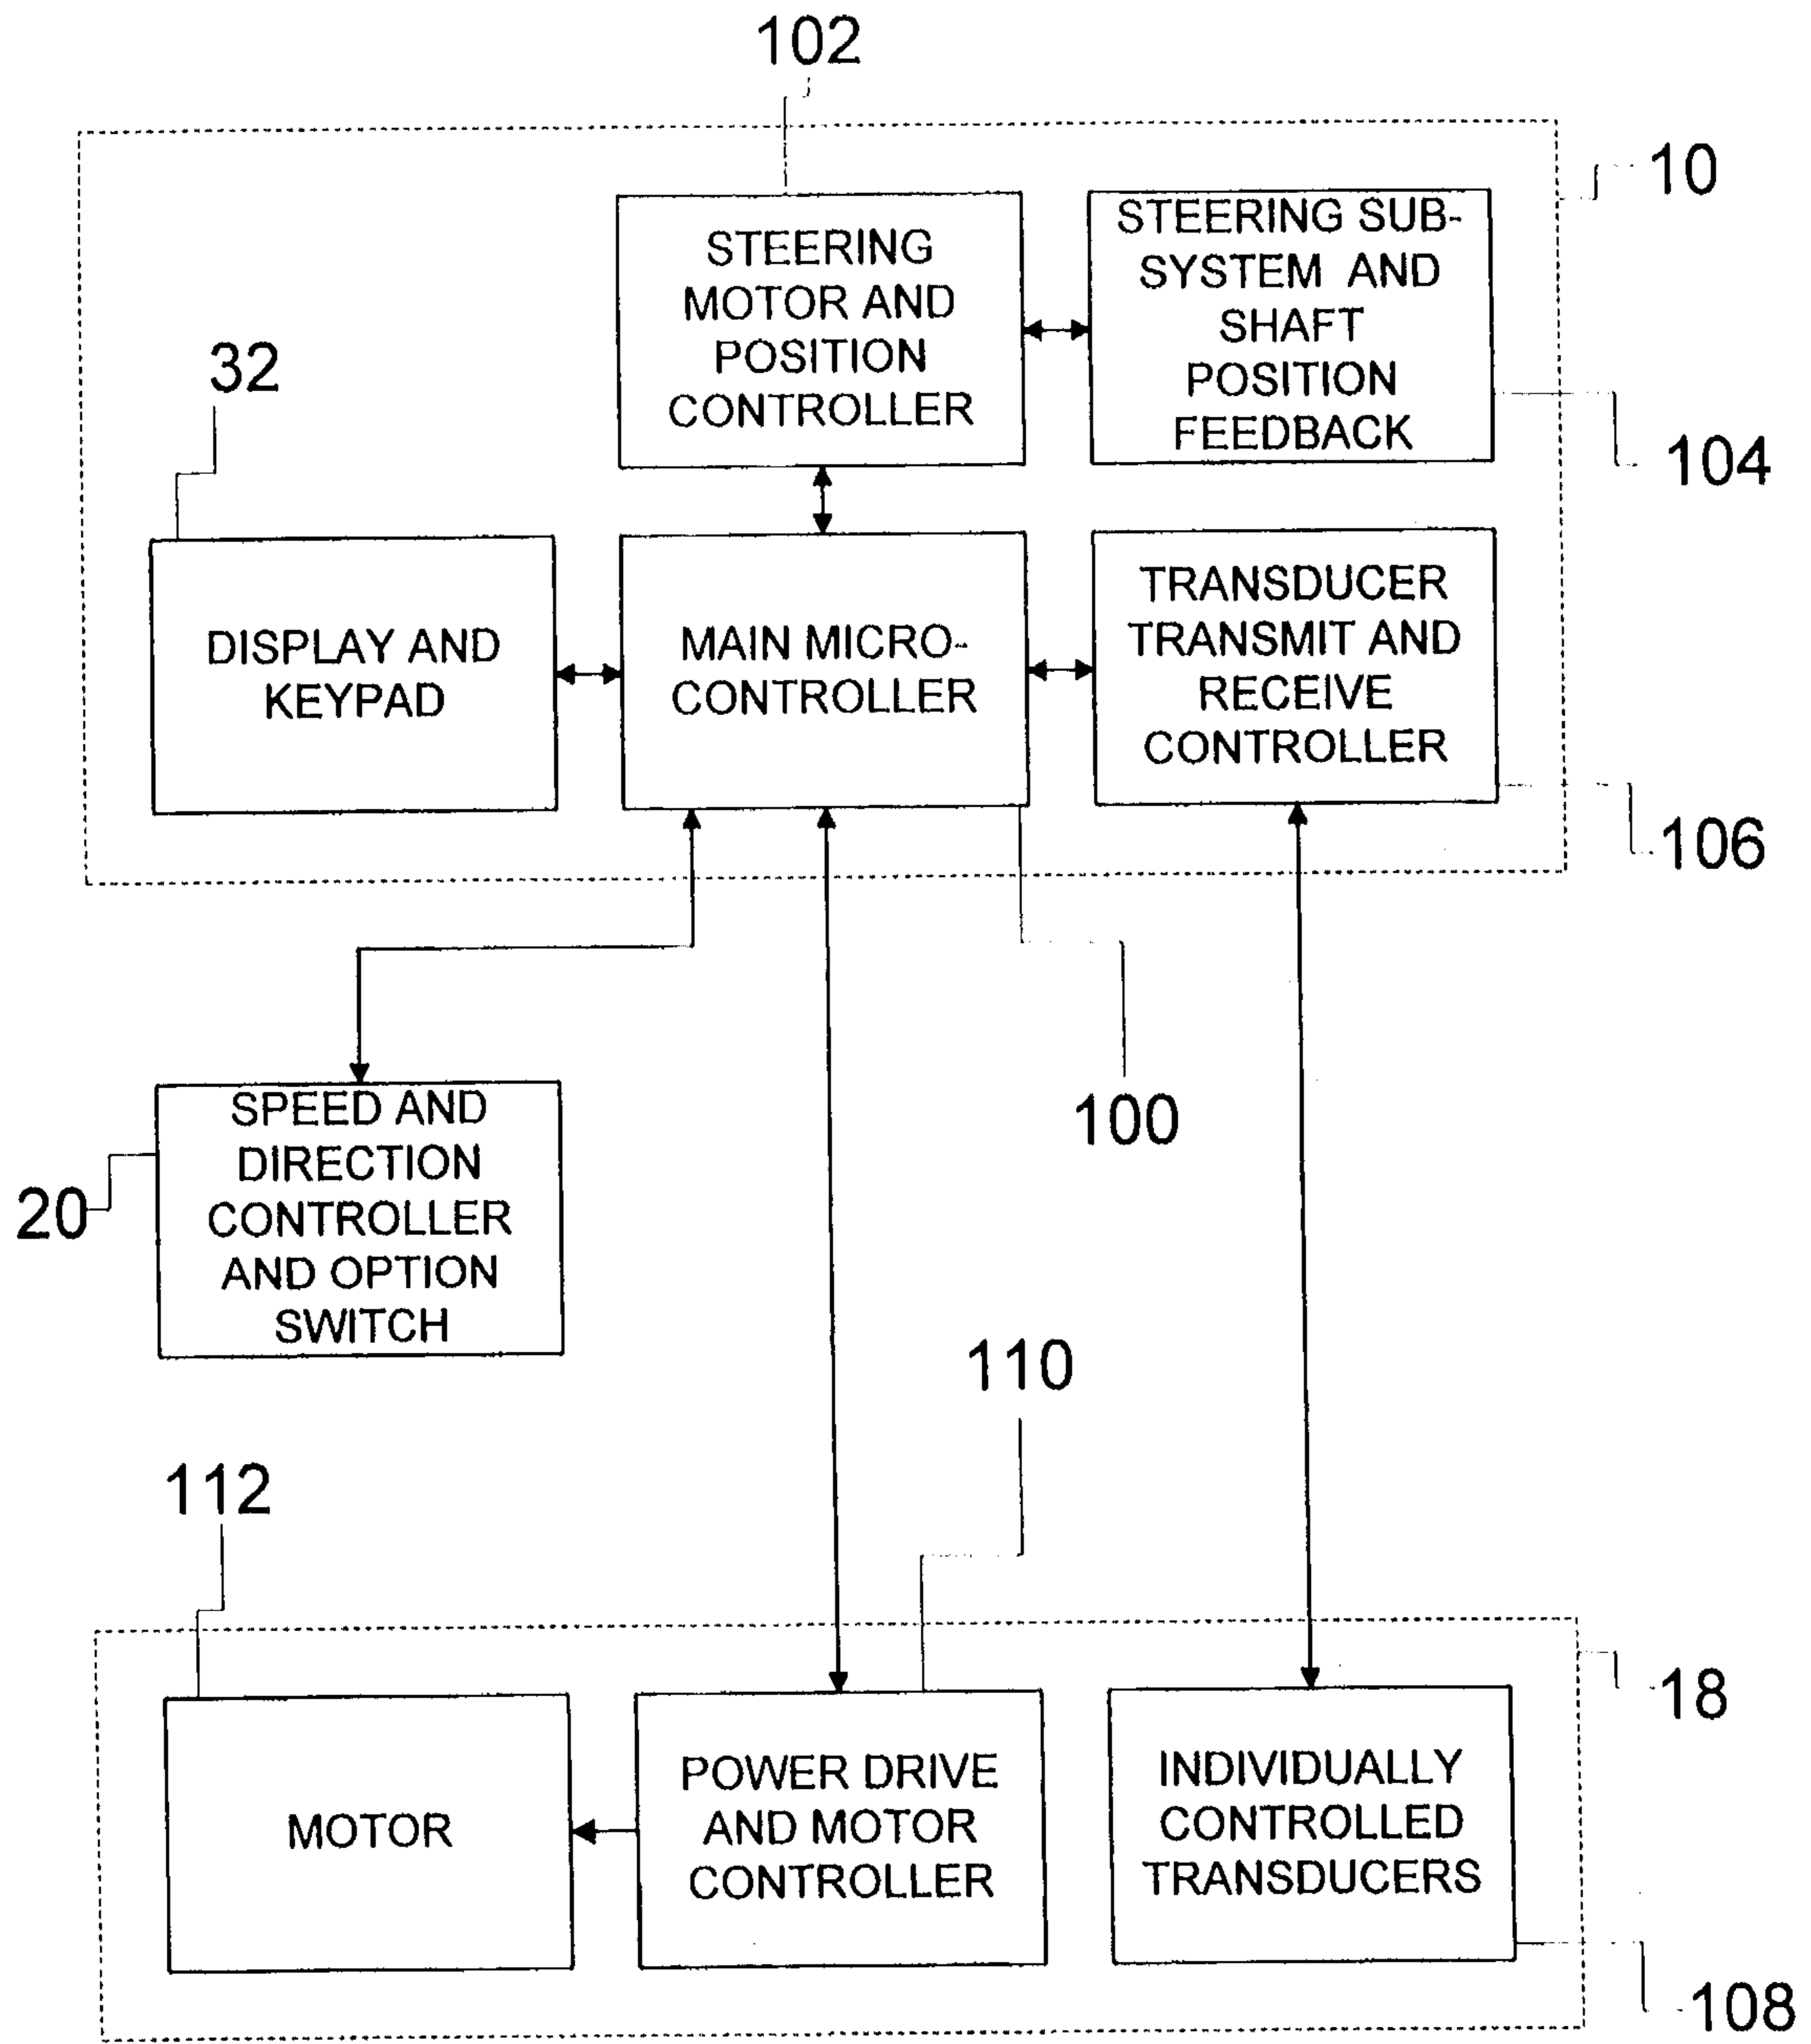 102
10
STEERING
MOTOR AND
POSITION
CONTROLLER
STEERING SUB-
SYSTEM AND
SHAFT
POSITION
FEEDBACK
32
104
DISPLAY AND
KEYPAD
MAIN MICRO-
CONTROLLER
TRANSDUCER
TRANSMIT AND
RECEIVE
CONTROLLER
106
100
SPEED AND
DIRECTION
CONTROLLER
AND OPTION
SWITCH
20
110
112
18
MOTOR
POWER DRIVE
AND MOTOR
CONTROLLER
INDIVIDUALLY
CONTROLLED
TRANSDUCERS
108